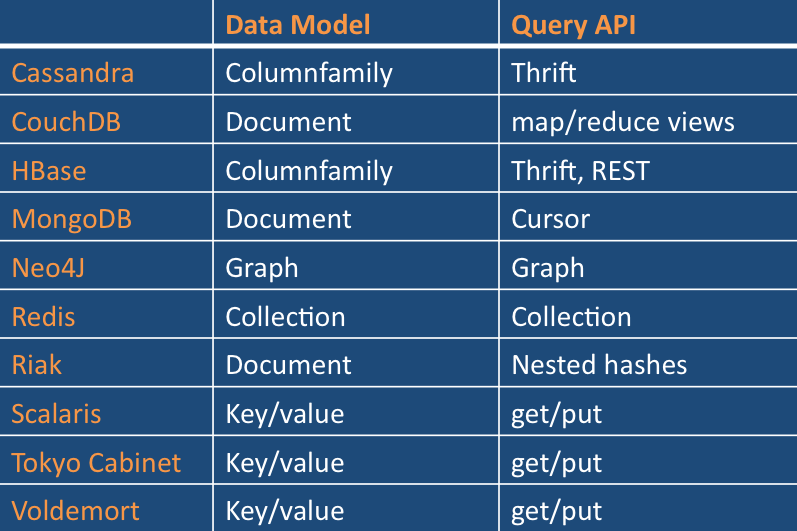 Data Model Query API
Cassandra Columnfamily Thrift
CouchDB Document map/reduce views
HBase Columnfamily Thrift, REST
MongoDB Document Cursor
Neo4J Graph Graph
Redis Collection Collection
Riak Document Nested hashes
Scalaris Key/value get/put
Tokyo Cabinet Key/value get/put
Voldemort Key/value get/put